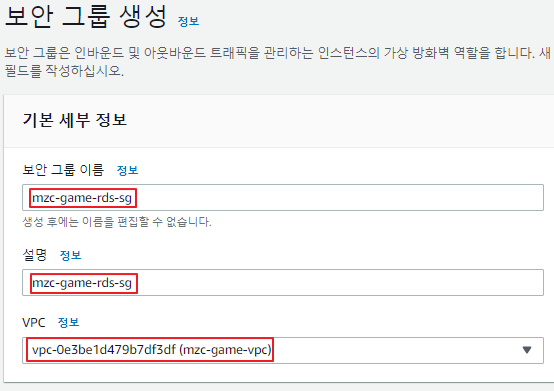 보안 그룹 생성 정보
보안 그룹은 인바운드 및 아웃바운드 트래픽을 관리하는 인스턴스의 가상 방화벽 역할을 합니다. 새
필드를 작성하십시오.
기본 세부 정보
보안 그룹 이름 정보
mzc-game-rds-sg
생성 후에는 이름을 편집할 수 없습니다.
설명 정보
mzc-game-rds-sg
VPC 정보
vpc-0e3be1d479b7df3df (mzc-game-vpc)